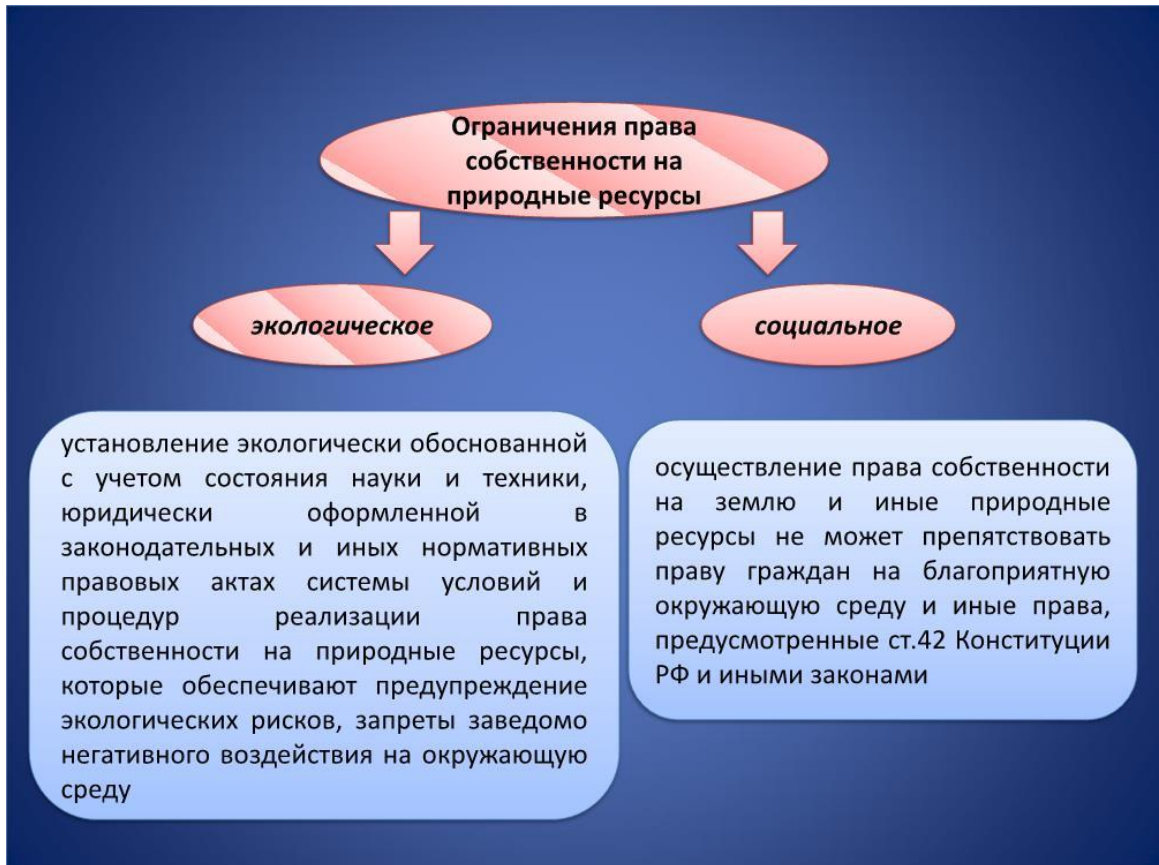 Ограничения права
собственности на
природные ресурсы
экологическое
социальное
установление экологически обоснованной
с учетом состояния науки и техники,
юридически оформленной в
законодательных и иных нормативных
правовых актах системы условий и
процедур реализации права
собственности на природные ресурсы,
которые обеспечивают предупреждение
экологических рисков, запреты заведомо
негативного воздействия на окружающую
среду
осуществление права собственности
на землю и иные природные
ресурсы не может препятствовать
праву граждан на благоприятную
окружающую среду и иные права,
предусмотренные ст.42 Конституции
РФ и иными законами